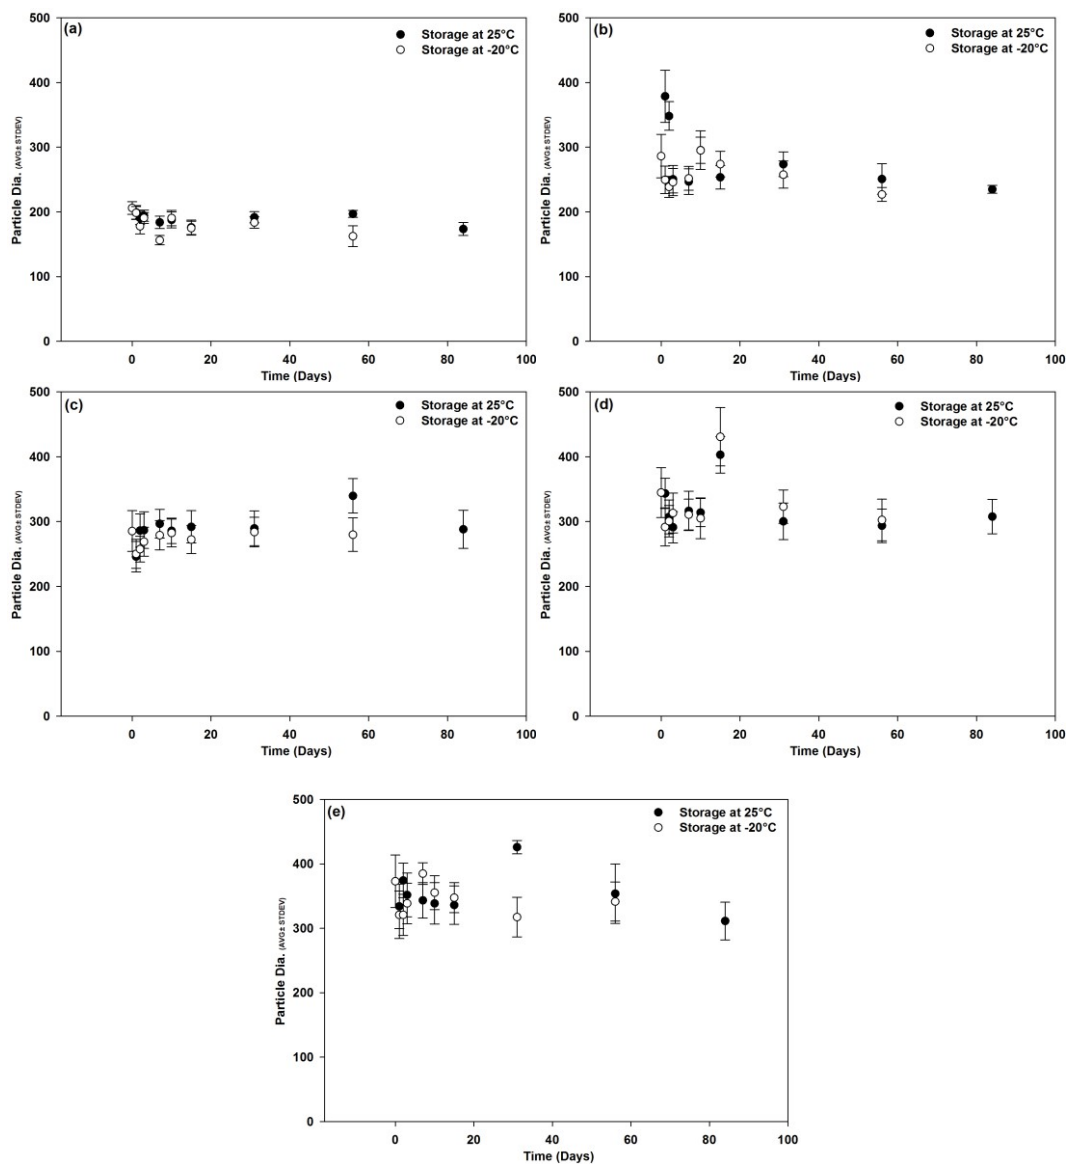 (a)
Storage at 25°C
Storage at -20°C
500
400
300
200
100
0
Particle Dia. (AVG± STDEV)
0 20 40 60 80 100
Time (Days)
(b)
Storage at 25°C
Storage at -20°C
500
400
300
200
100
0
Particle Dia. (AVG± STDEV)
0 20 40 60 80 100
Time (Days)
(c)
Storage at 25°C
Storage at -20°C
500
400
300
200
100
0
Particle Dia. (AVG± STDEV)
0 20 40 60 80 100
Time (Days)
(d)
Storage at 25°C
Storage at -20°C
500
400
300
200
100
0
Particle Dia. (AVG± STDEV)
0 20 40 60 80 100
Time (Days)
(e)
Storage at 25°C
Storage at -20°C
500
400
300
200
100
0
Particle Dia. (AVG± STDEV)
0 20 40 60 80 100
Time (Days)